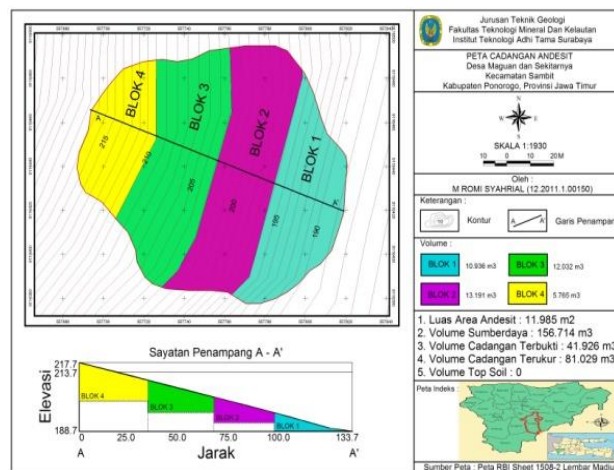 BLOK 4
BLOK 3
BLOK 2
BLOK 1
A
A'
215
210
205
200
195
190
Sayatan Penampang A - A'
Elevasi
217.7
213.7
188.7
BLOK 4
BLOK 3
BLOK 2
BLOK 1
0 25.0 50.0 75.0 100.0 133.7
A Jarak A'
Jurusan Teknik Geologi
Fakultas Teknologi Mineral Dan Kelautan
Institut Teknologi Adhi Tama Surabaya
PETA CADANGAN ANDESIT
Desa Maguan dan Sekitarnya
Kecamatan Sambit
Kabupaten Ponorogo, Provinsi Jawa Timur
N
W E
S
SKALA 1:1930
10 0 10 20M
Oleh :
M ROMI SYAHRIAL (12.2011.1.00150)
Keterangan :
Kontur
A A' Garis Penampang
Volume :
BLOK 1 10.936 m3
BLOK 3 12.032 m3
BLOK 2 13.191 m3
BLOK 4 5.765 m3
1. Luas Area Andesit : 11.985 m2
2. Volume Sumberdaya : 156.714 m3
3. Volume Cadangan Terbukti : 41.926 m3
4. Volume Cadangan Terukur : 81.029 m3
5. Volume Top Soil : 0
Peta Indeks :
Sumber Peta : Peta RBI Sheet 1508-2 Lembar